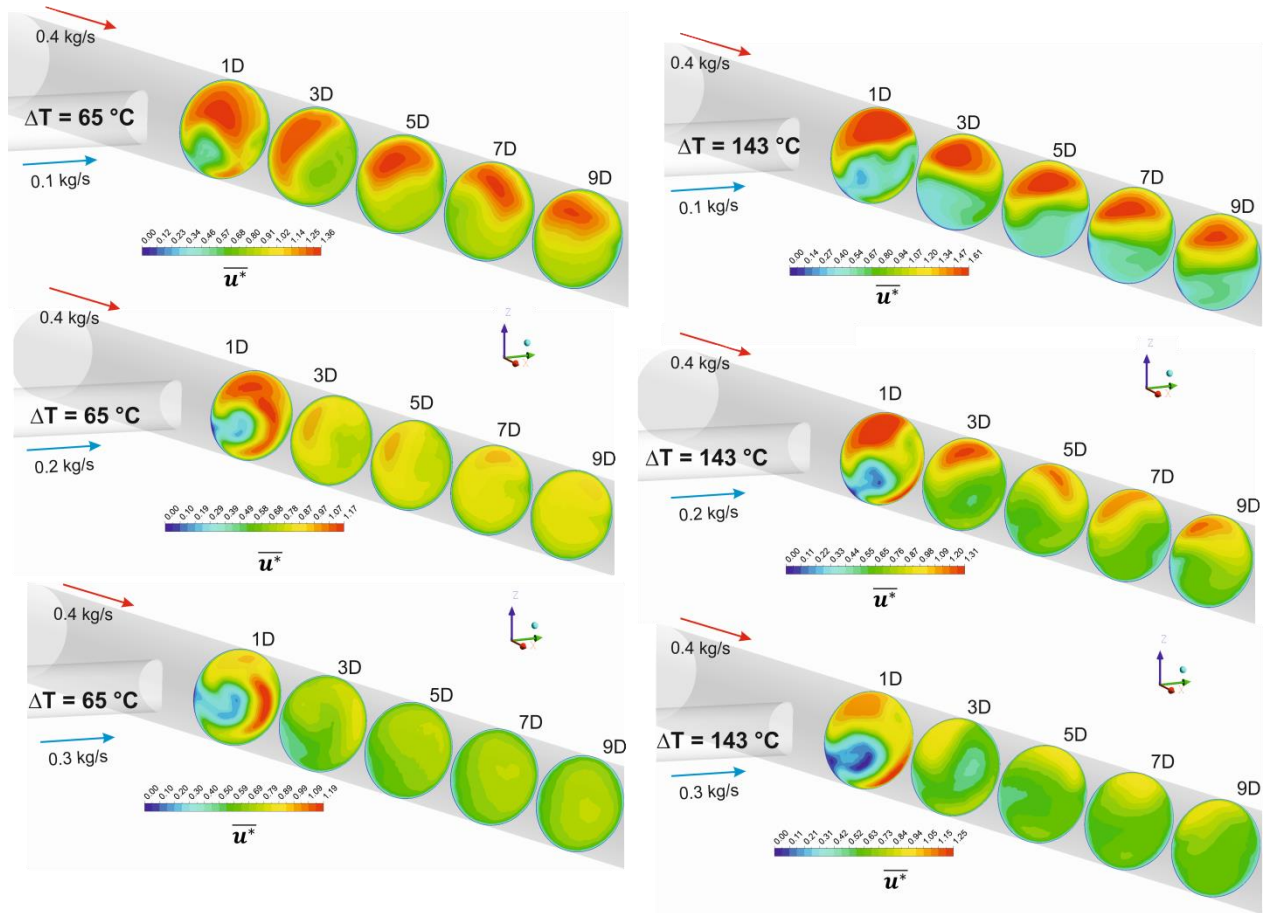 0.4 kg/s
1D
3D
ΔT = 65 °C
5D
7D
0.1 kg/s
9D
0.00 0.12 0.23 0.34 0.46 0.57 0.68 0.80 0.91 1.02 1.14 1.25 1.36
u*
0.4 kg/s
1D
3D
ΔT = 143 °C
5D
7D
0.1 kg/s
9D
0.00 0.14 0.27 0.40 0.54 0.67 0.80 0.94 1.07 1.20 1.34 1.47 1.61
u*
0.4 kg/s
Z
1D
X
3D
ΔT = 65 °C
5D
7D
0.2 kg/s
9D
0.00 0.10 0.19 0.29 0.39 0.49 0.58 0.68 0.78 0.87 0.97 1.07 1.17
u*
0.4 kg/s
Z
1D
X
3D
ΔT = 143 °C
5D
7D
0.2 kg/s
9D
0.00 0.11 0.22 0.33 0.44 0.55 0.65 0.76 0.87 0.98 1.09 1.20 1.31
u*
0.4 kg/s
Z
1D
X
3D
ΔT = 65 °C
5D
7D
0.3 kg/s
9D
0.00 0.10 0.20 0.30 0.40 0.50 0.59 0.69 0.79 0.89 0.99 1.09 1.19
u*
0.4 kg/s
Z
1D
X
3D
ΔT = 143 °C
5D
7D
0.3 kg/s
9D
0.00 0.11 0.21 0.31 0.42 0.52 0.63 0.73 0.84 0.94 1.05 1.15 1.25
u*